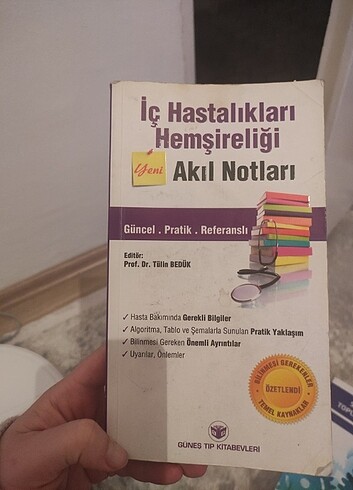 İç Hastalıkları
Hemşireliği
Yeni
Akıl Notları
Güncel . Pratik . Referanslı
Editör:
Prof. Dr. Tülin BEDÜK
Hasta Bakımında Gerekli Bilgiler
Algoritma, Tablo ve Şemalarla Sunulan Pratik Yaklaşım
Bilinmesi Gereken Önemli Ayrıntılar
Uyarılar, Önlemler
BİLİNMESİ GEREKENLER
ÖZETLENDİ
TEMEL KAYNAKLAR
GÜNEŞ TIP KİTABEVLERİ